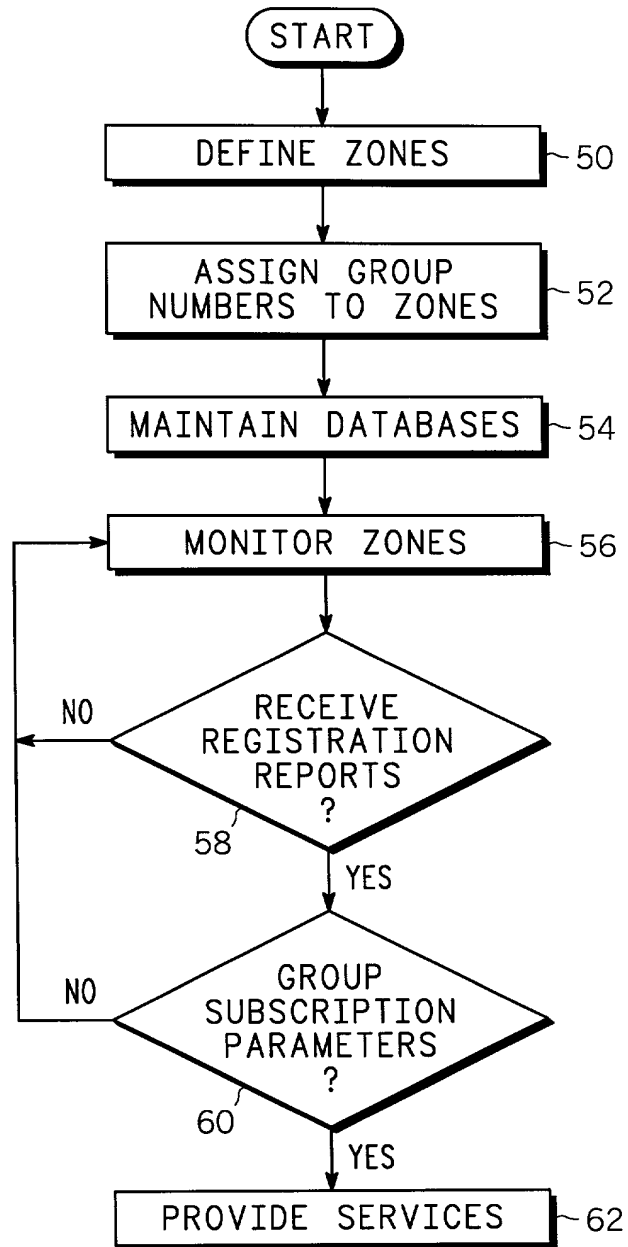 START
DEFINE ZONES
50
ASSIGN GROUP
NUMBERS TO ZONES
52
MAINTAIN DATABASES
54
MONITOR ZONES
56
NO
RECEIVE
REGISTRATION
REPORTS
?
58
YES
NO
GROUP
SUBSCRIPTION
PARAMETERS
?
60
YES
PROVIDE SERVICES
62